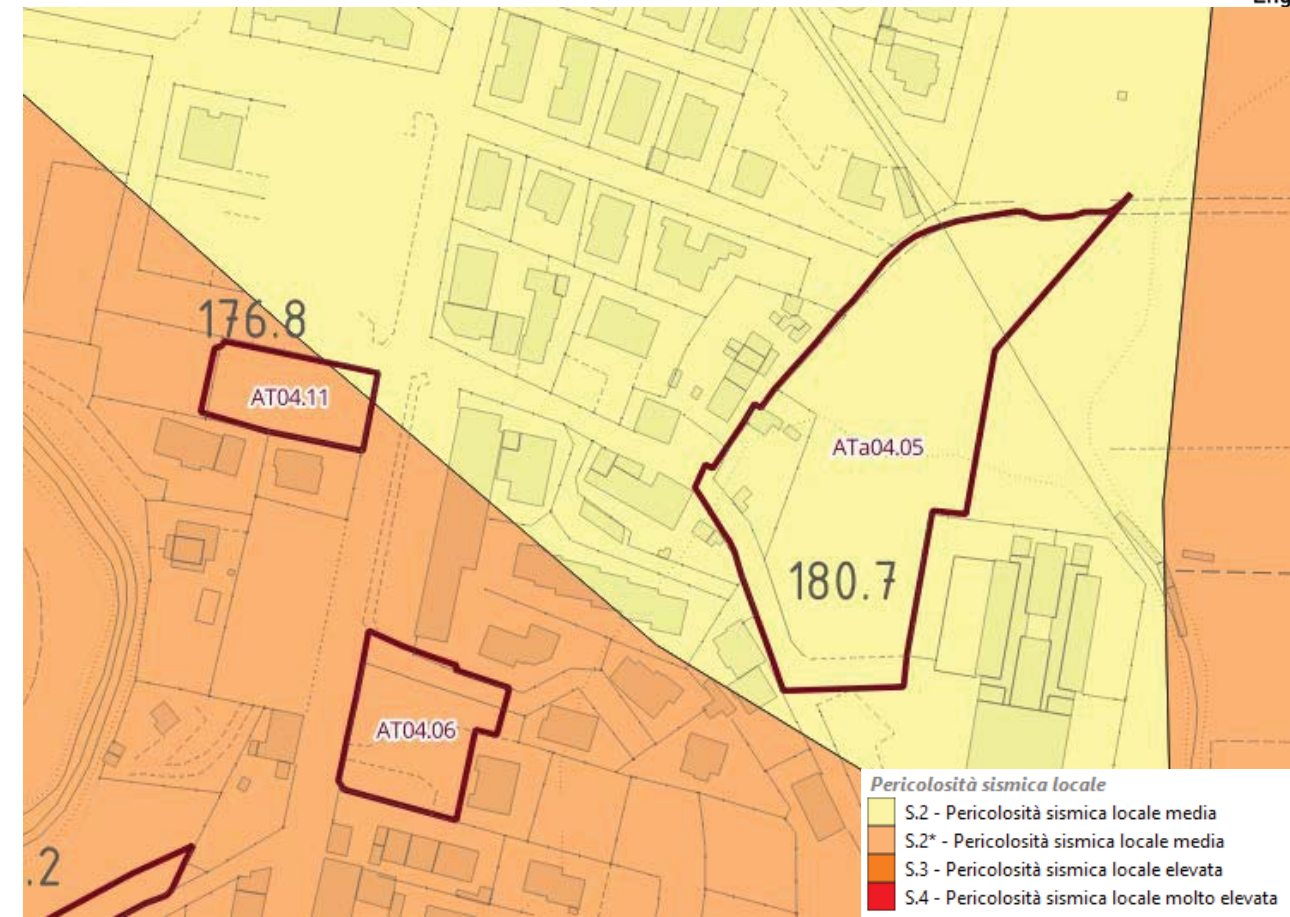 Eng
176.8
AT04.11
ATa04.05
180.7
AT04.06
.2
Pericolosità sismica locale
S.2 - Pericolosità sismica locale media
S.2* - Pericolosità sismica locale media
S.3 - Pericolosità sismica locale elevata
S.4 - Pericolosità sismica locale molto elevata